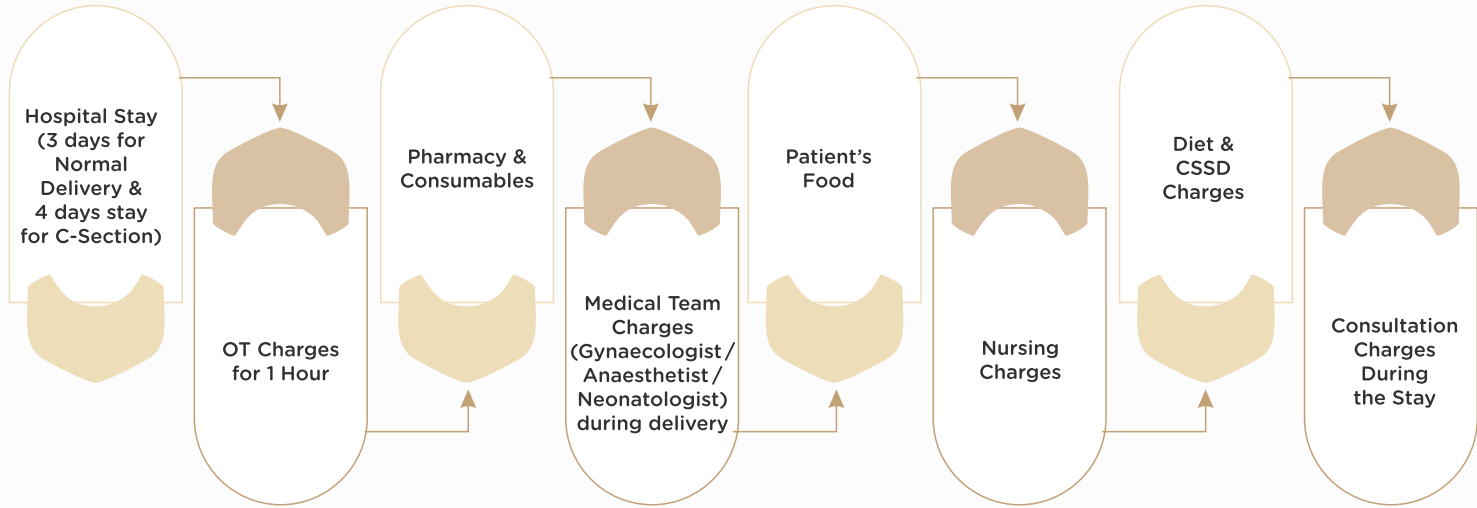 Hospital Stay
(3 days for
Normal
Delivery &
4 days stay
for C-Section)
OT Charges
for 1 Hour
Pharmacy &
Consumables
Medical Team
Charges
(Gynaecologist /
Anaesthetist /
Neonatologist)
during delivery
Patient’s
Food
Nursing
Charges
Diet &
CSSD
Charges
Consultation
Charges
During
the Stay